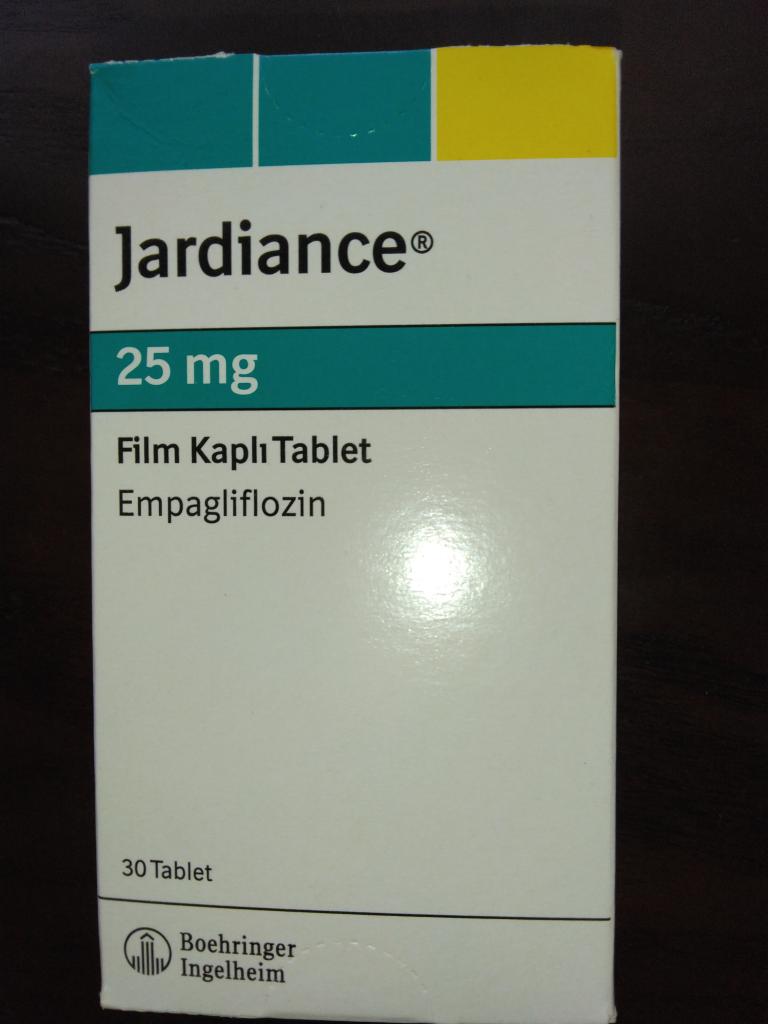 Jardiance®
25 mg
Film Kaplı Tablet
Empagliflozin
30 Tablet
Boehringer
Ingelheim